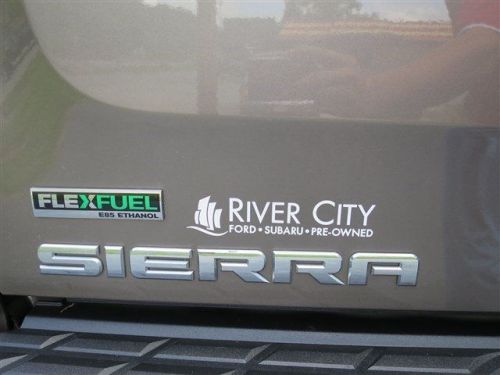 FLEXFUEL
E85 ETHANOL
RIVER CITY
FORD • SUBARU • PRE-OWNED
SIERRA